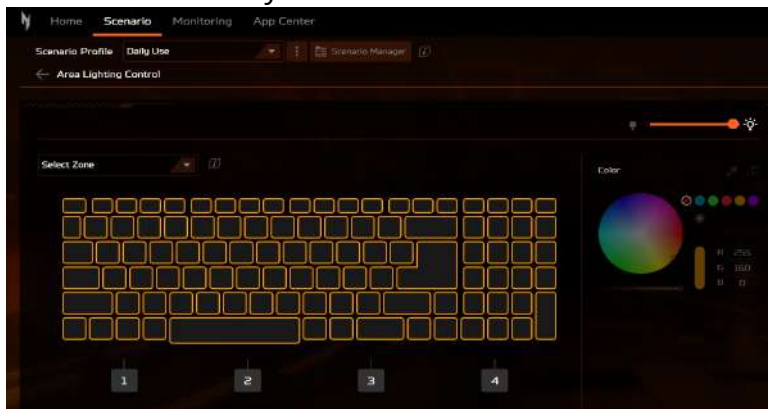 Home Scenario Monitoring App Center
Scenario Profile Daily Use Scenario Manager
Area Lighting Control
Select Zone
Color
R 255
G 160
B 0
1 2 3 4